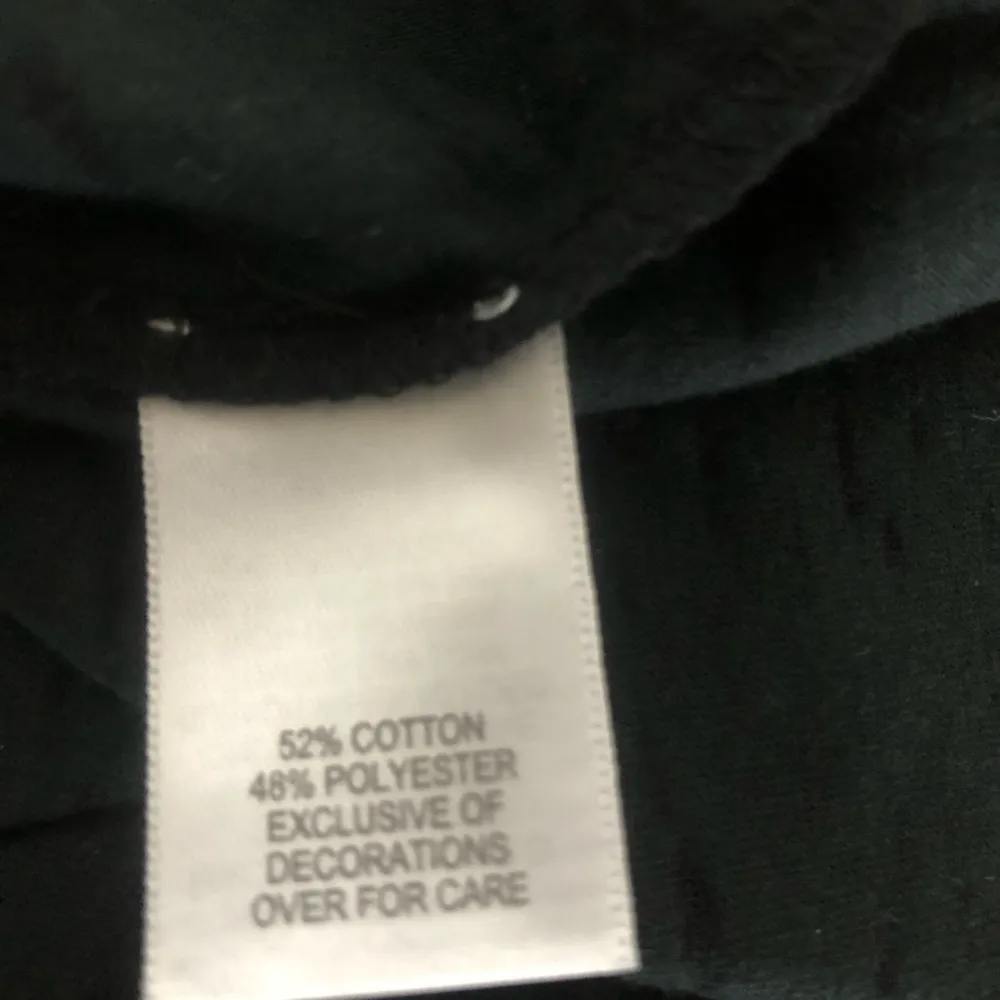 52% COTTON
48% POLYESTER
EXCLUSIVE OF
DECORATIONS
OVER FOR CARE